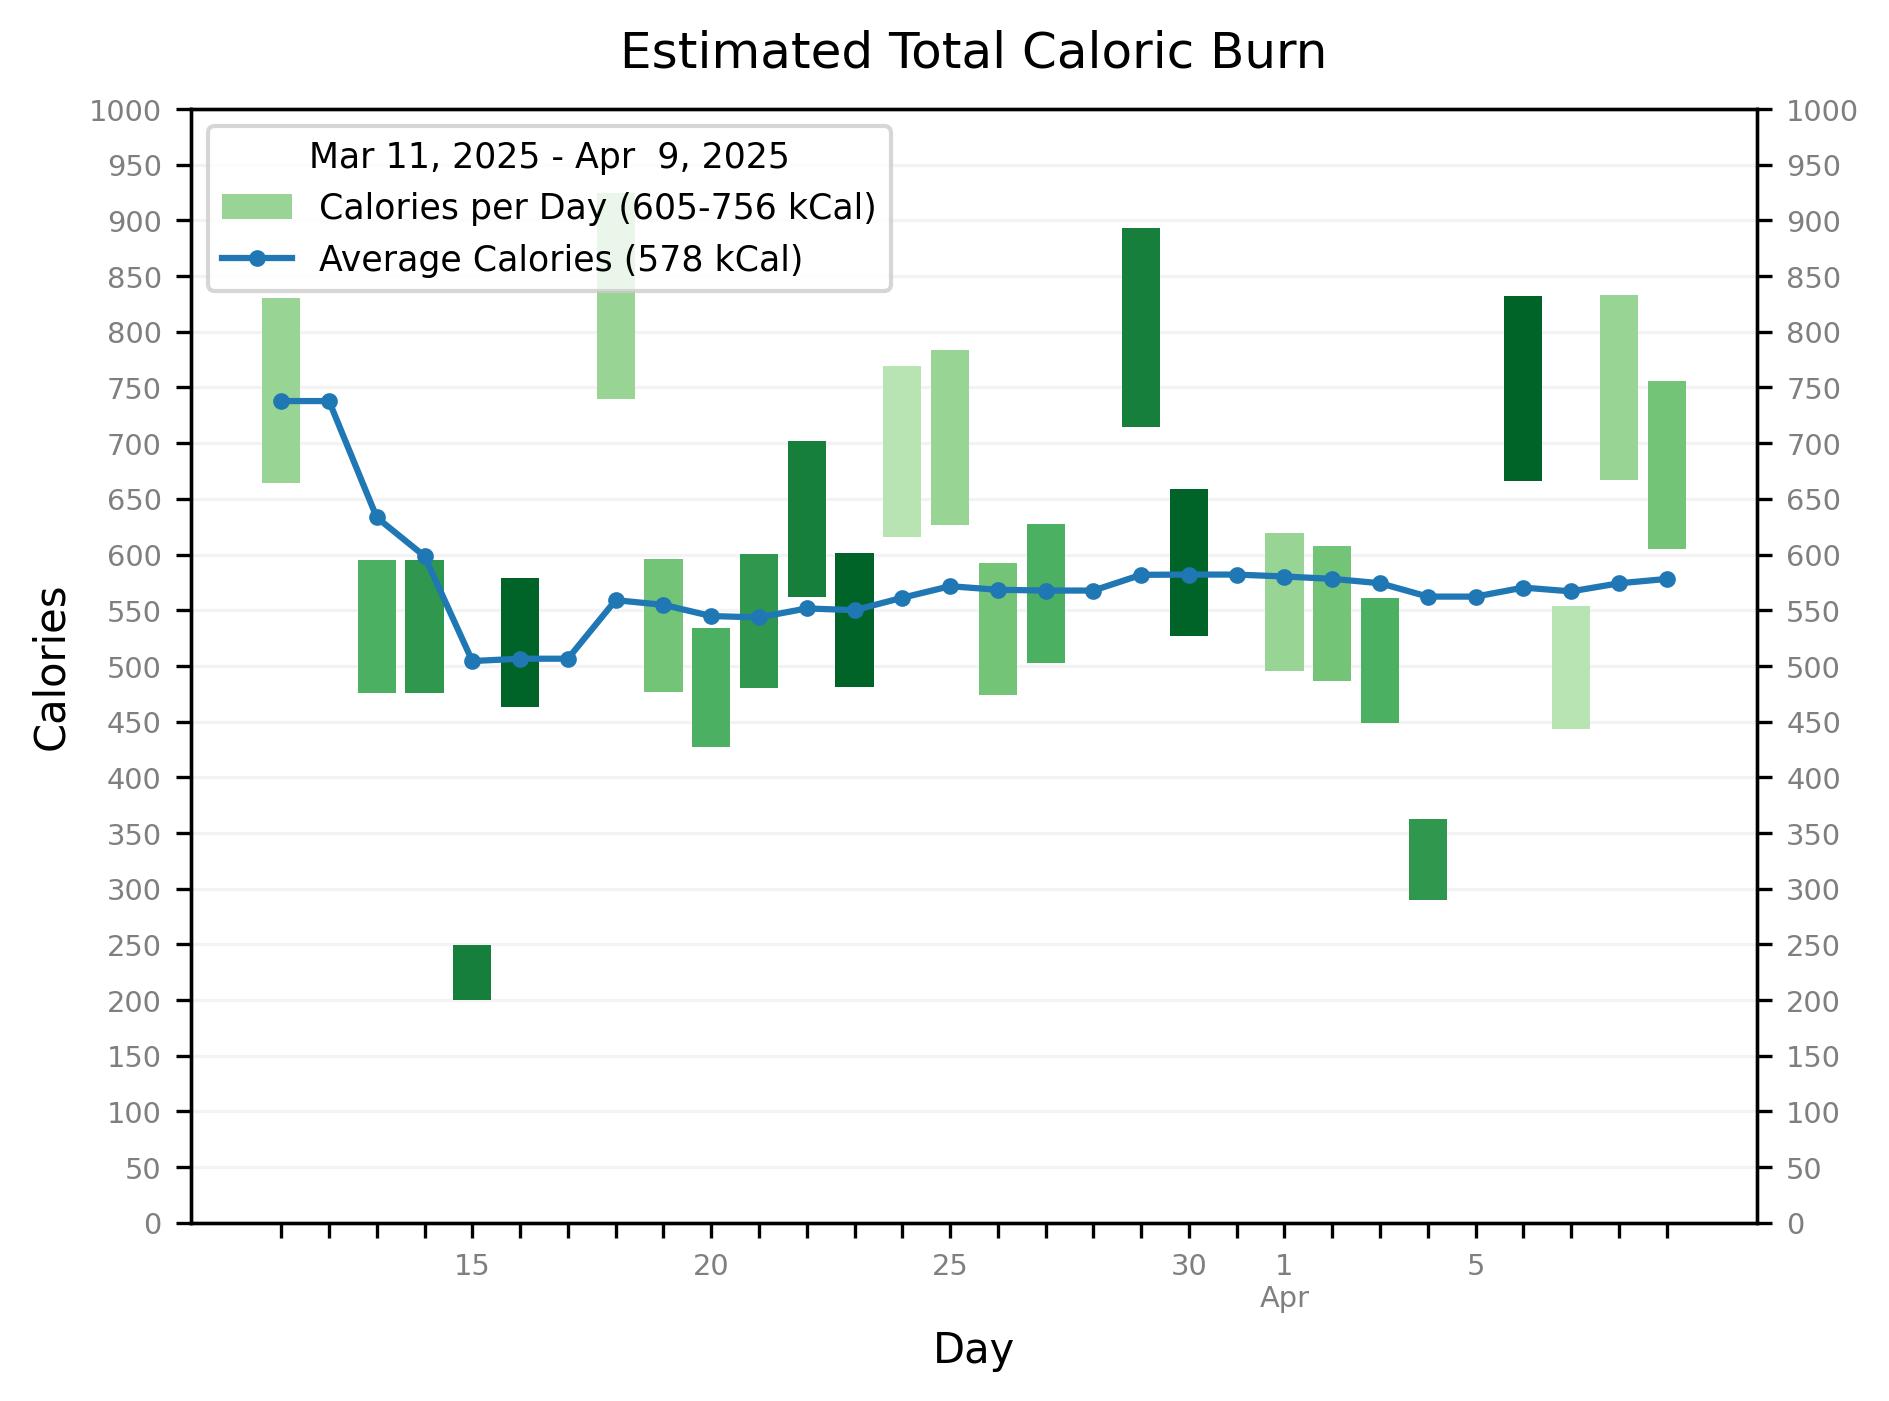 Estimated Total Caloric Burn
Mar 11, 2025 - Apr  9, 2025
Calories per Day (605-756 kCal)
Average Calories (578 kCal)
1000 1000
950 950
900 900
850 850
800 800
750 750
700 700
650 650
600 600
550 550
500 500
450 450
400 400
350 350
300 300
250 250
200 200
150 150
100 100
50 50
0 0
Calories
15 20 25 30 1 5
Apr
Day